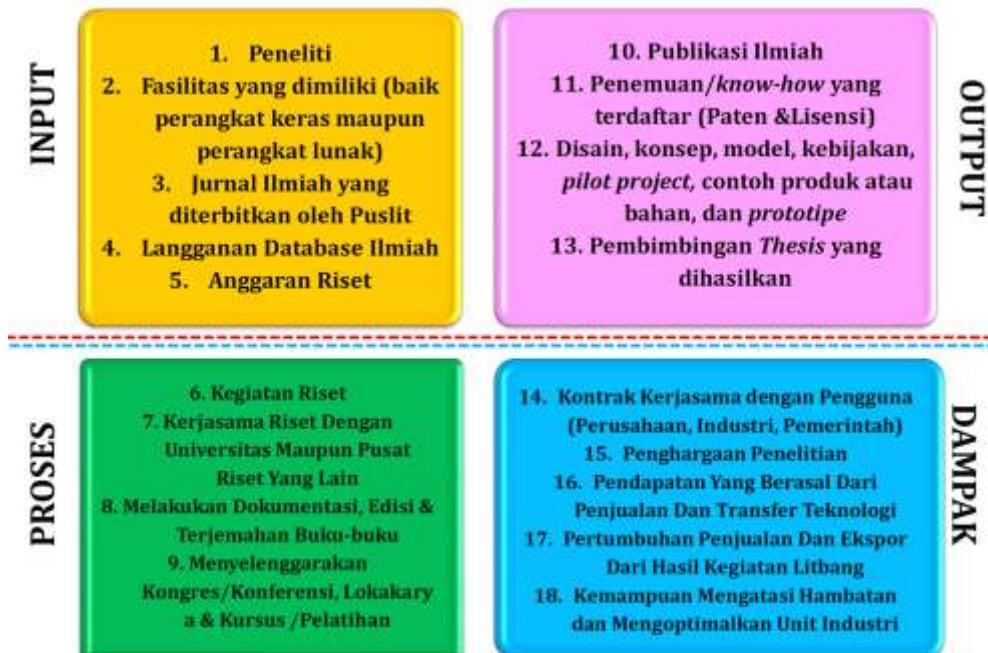 INPUT
1. Peneliti
2. Fasilitas yang dimiliki (baik
perangkat keras maupun
perangkat lunak)
3. Jurnal Ilmiah yang
diterbitkan oleh Puslit
4. Langganan Database Ilmiah
5. Anggaran Riset
OUTPUT
10. Publikasi Ilmiah
11. Penemuan/know-how yang
terdaftar (Paten &Lisensi)
12. Disain, konsep, model, kebijakan,
pilot project, contoh produk atau
bahan, dan prototipe
13. Pembimbingan Thesis yang
dihasilkan
PROSES
6. Kegiatan Riset
7. Kerjasama Riset Dengan
Universitas Maupun Pusat
Riset Yang Lain
8. Melakukan Dokumentasi, Edisi &
Terjemahan Buku-buku
9. Menyelenggarakan
Kongres/Konferensi, Lokakary
a & Kursus /Pelatihan
DAMPAK
14. Kontrak Kerjasama dengan Pengguna
(Perusahaan, Industri, Pemerintah)
15. Penghargaan Penelitian
16. Pendapatan Yang Berasal Dari
Penjualan Dan Transfer Teknologi
17. Pertumbuhan Penjualan Dan Ekspor
Dari Hasil Kegiatan Litbang
18. Kemampuan Mengatasi Hambatan
dan Mengoptimalkan Unit Industri